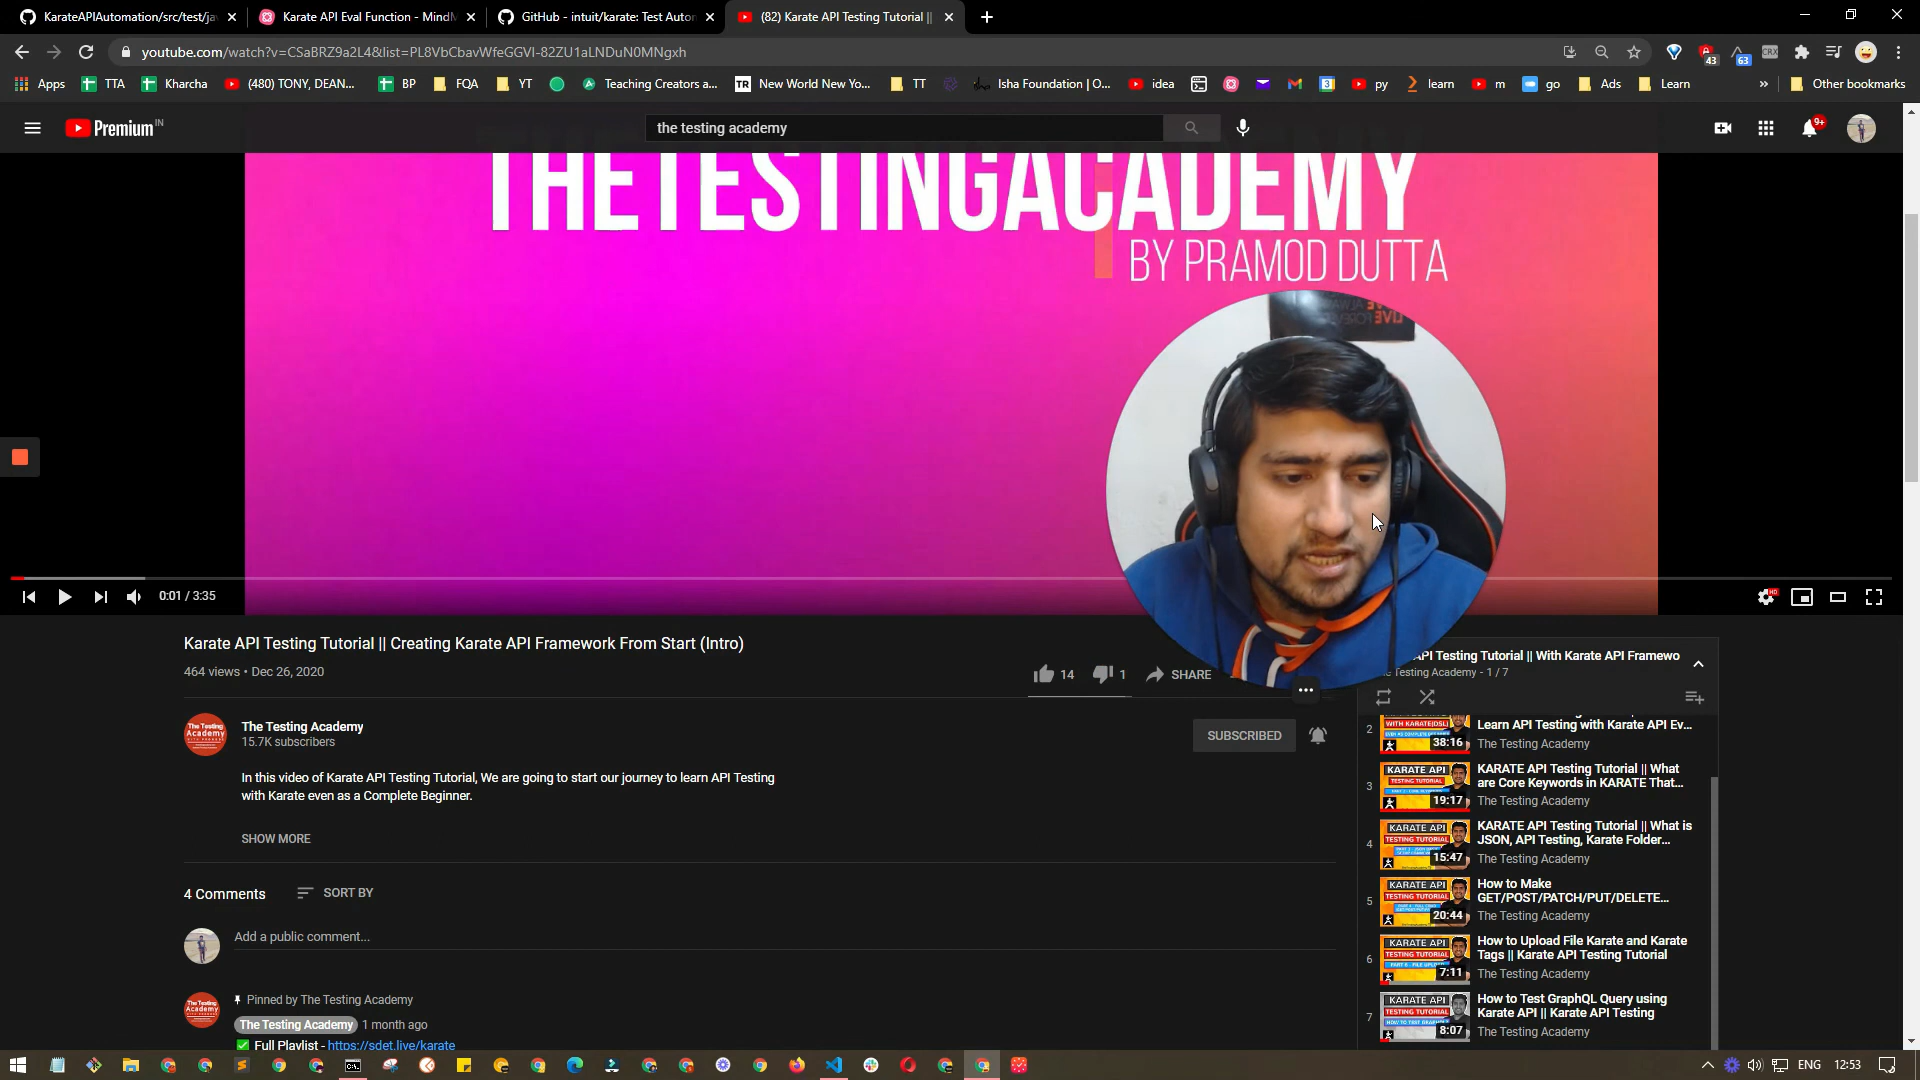 KarateAPIAutomation/src/test/ja
Karate API Eval Function - MindM
GitHub - intuit/karate: Test Auton
(82) Karate API Testing Tutorial ||
youtube.com/watch?v=CSaBRZ9a2L4&list=PL8VbCbavWfeGGVI-82ZU1aLNDuN0MNgxh
43
63
CRX
Apps
TTA
Kharcha
(480) TONY, DEAN...
BP
FQA
YT
Teaching Creators a...
TR
New World New Yo...
TT
Isha Foundation | O...
idea
py
learn
m
go
Ads
Learn
»
Other bookmarks
Premium IN
the testing academy
9+
THETESTINGACADEMY
BY PRAMOD DUTTA
0:01 / 3:35
HD
Karate API Testing Tutorial || Creating Karate API Framework From Start (Intro)
464 views • Dec 26, 2020
14
1
SHARE
The Testing Academy
15.7K subscribers
SUBSCRIBED
In this video of Karate API Testing Tutorial, We are going to start our journey to learn API Testing
with Karate even as a Complete Beginner.
SHOW MORE
4 Comments
SORT BY
Add a public comment...
Pinned by The Testing Academy
The Testing Academy 1 month ago
Full Playlist - https://sdet.live/karate
API Testing Tutorial || With Karate API Framewo
Testing Academy - 1 / 7
2
WITH KARATE(DSL)
38:16
Learn API Testing with Karate API Ev...
The Testing Academy
3
KARATE API
TESTING TUTORIAL
19:17
KARATE API Testing Tutorial || What
are Core Keywords in KARATE That...
The Testing Academy
4
KARATE API
TESTING TUTORIAL
15:47
KARATE API Testing Tutorial || What is
JSON, API Testing, Karate Folder...
The Testing Academy
5
KARATE API
TESTING TUTORIAL
20:44
How to Make
GET/POST/PATCH/PUT/DELETE...
The Testing Academy
6
KARATE API
TESTING TUTORIAL
7:11
How to Upload File Karate and Karate
Tags || Karate API Testing Tutorial
The Testing Academy
7
KARATE API
TESTING TUTORIAL
8:07
How to Test GraphQL Query using
Karate API || Karate API Testing
The Testing Academy
ENG
12:53